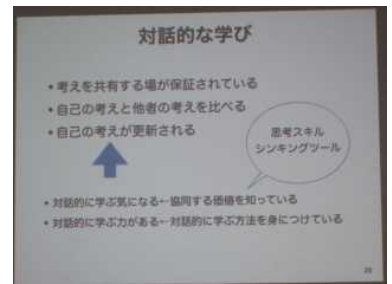 対話的な学び
• 考えを共有する場が保証されている
• 自己の考えと他者の考えを比べる
• 自己の考えが更新される
思考スキル
シンキングツール
• 対話的に学ぶ気になる←協同する価値を知っている
• 対話的に学ぶ力がある←対話的に学ぶ方法を身につけている